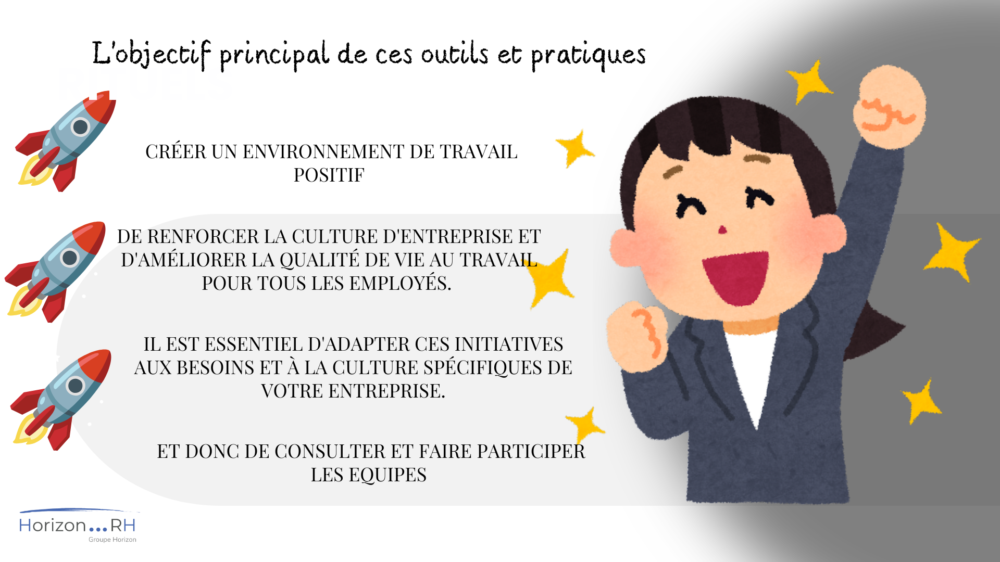 L'objectif principal de ces outils et pratiques
CRÉER UN ENVIRONNEMENT DE TRAVAIL
POSITIF
DE RENFORCER LA CULTURE D'ENTREPRISE ET
D'AMÉLIORER LA QUALITÉ DE VIE AU TRAVAIL
POUR TOUS LES EMPLOYÉS.
IL EST ESSENTIEL D'ADAPTER CES INITIATIVES
AUX BESOINS ET À LA CULTURE SPÉCIFIQUES DE
VOTRE ENTREPRISE.
ET DONC DE CONSULTER ET FAIRE PARTICIPER
LES EQUIPES
Horizon...RH
Groupe Horizon